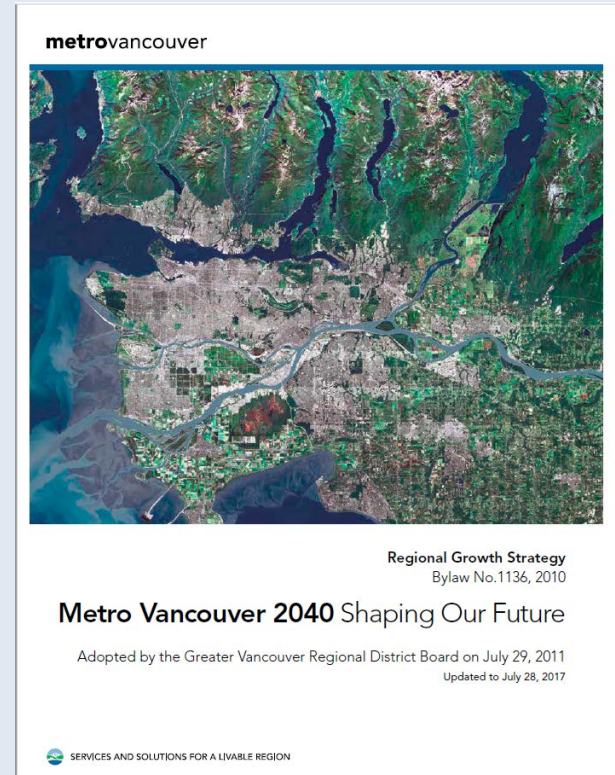 metrovancouver
Regional Growth Strategy
Bylaw No.1136, 2010
Metro Vancouver 2040 Shaping Our Future
Adopted by the Greater Vancouver Regional District Board on July 29, 2011
Updated to July 28, 2017
SERVICES AND SOLUTIONS FOR A LIVABLE REGION